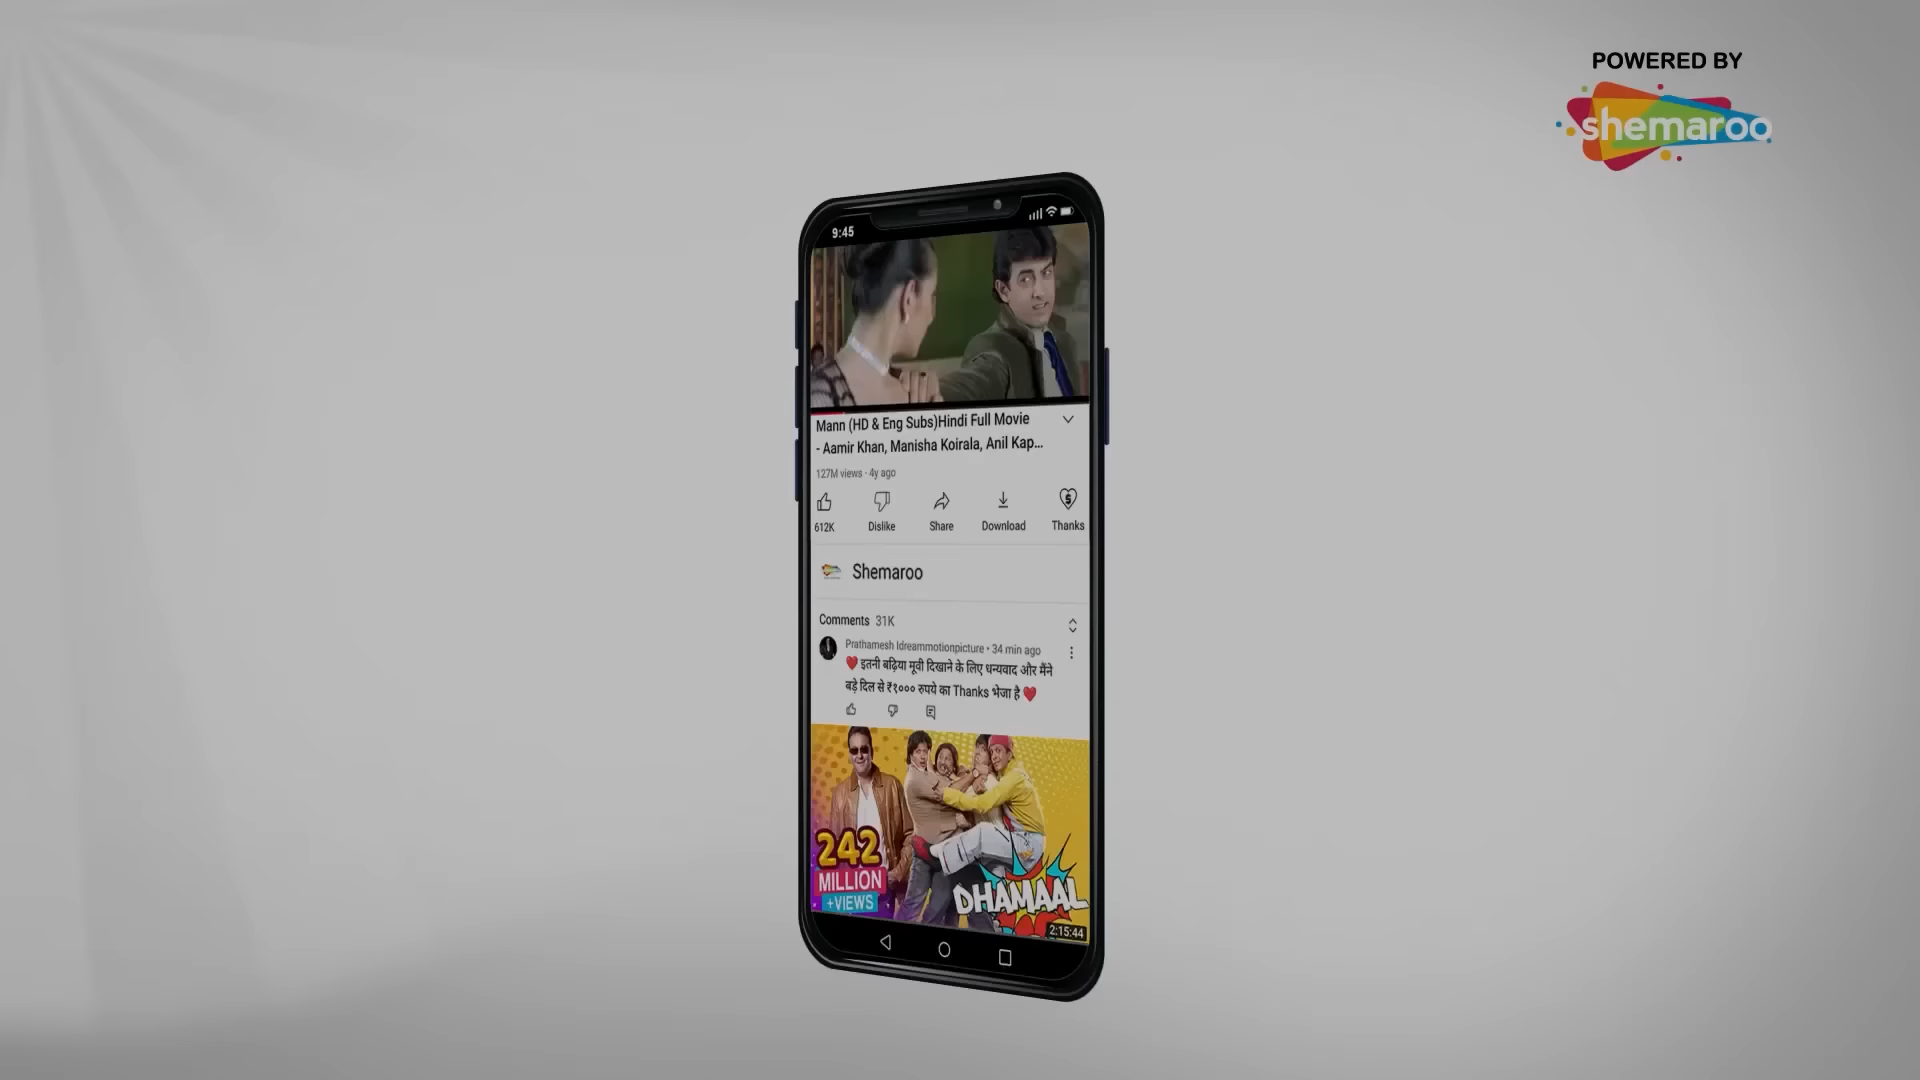 POWERED BY
shemaroo
9:45
Mann (HD & Eng Subs)Hindi Full Movie
- Aamir Khan, Manisha Koirala, Anil Kap...
127M views · 4y ago
612K Dislike Share Download Thanks
Shemaroo
Comments 31K
Prathamesh Idreammotionpicture • 34 min ago
❤️ इतनी बढ़िया मूवी दिखाने के लिए धन्यवाद और मैंने
बड़े दिल से ₹१००० रुपये का Thanks भेजा है ❤️
242
MILLION
+VIEWS
DHAMAAL
2:15:44